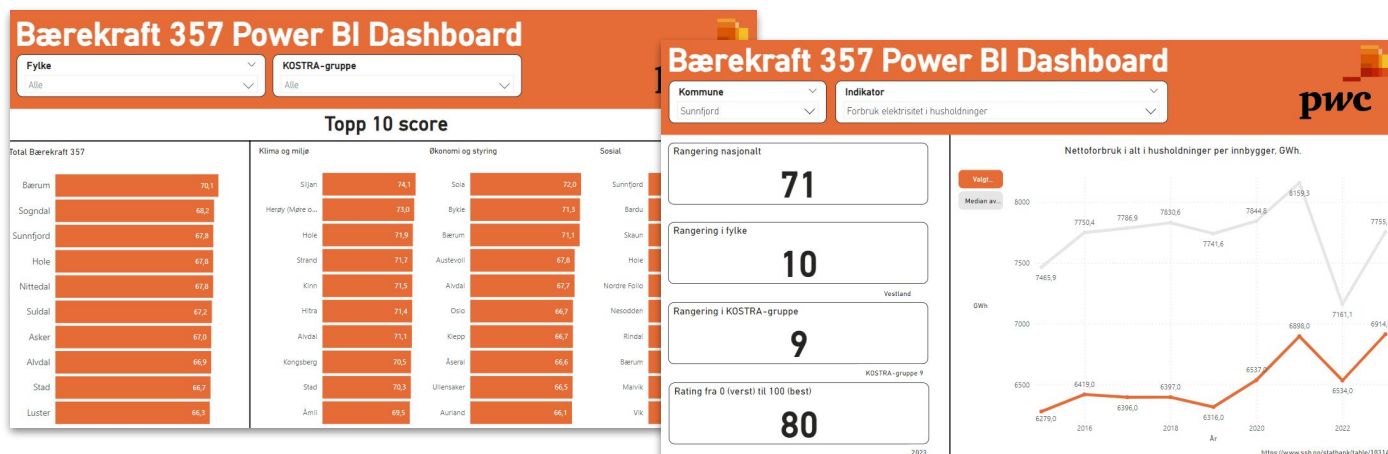 Bærekraft 357 Power BI Dashboard
Fylke
Alle
KOSTRA-gruppe
Alle
Topp 10 score
Total Bærekraft 357
Bærum 70,1
Sogndal 68,2
Sunnfjord 67,8
Hole 67,8
Nittedal 67,8
Suldal 67,2
Asker 67,0
Alvdal 66,9
Stad 66,7
Luster 66,3
Klima og miljø
Siljan 74,1
Herøy (Møre o... 73,0
Hole 71,9
Strand 71,7
Kinn 71,5
Hitra 71,4
Alvdal 71,1
Kongsberg 70,5
Stad 70,3
Åmli 69,5
Økonomi og styring
Sola 72,0
Bykle 71,3
Bærum 71,1
Austevoll 67,8
Alvdal 67,7
Oslo 66,7
Klepp 66,7
Åseral 66,6
Ullensaker 66,5
Aurland 66,1
Sosial
Sunnfjord
Bardu
Skaun
Hole
Nordre Follo
Nesodden
Rindal
Bærum
Malvik
Vik
Bærekraft 357 Power BI Dashboard
Kommune
Sunnfjord
Indikator
Forbruk elektrisitet i husholdninger
pwc
Rangering nasjonalt
71
Rangering i fylke
10
Vestland
Rangering i KOSTRA-gruppe
9
KOSTRA-gruppe 9
Rating fra 0 (verst) til 100 (best)
80
2023
Nettoforbruk i alt i husholdninger per innbygger, GWh.
Valgt...
Median av...
8000
7500
7000
6500
GWh
7465,9
7750,4
7786,9
7830,6
7741,6
7844,8
8159,3
7161,1
7755,
6279,0
6419,0
6396,0
6397,0
6316,0
6537,0
6898,0
6534,0
6914,
2016
2018
2020
2022
År